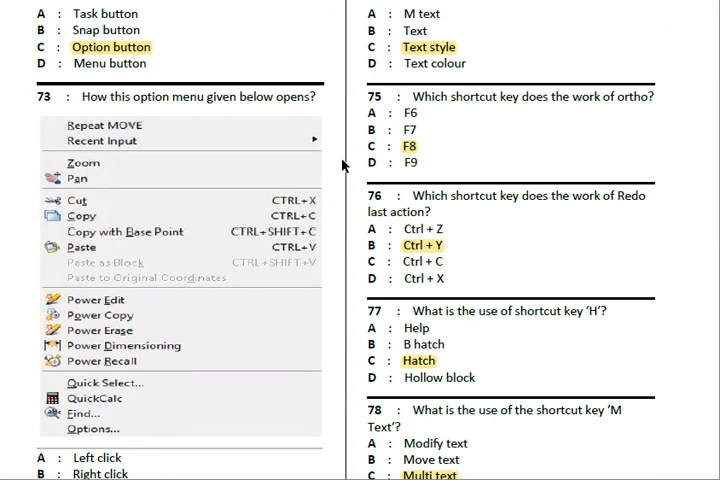 A : Task button
B : Snap button
C : Option button
D : Menu button
73 : How this option menu given below opens?
Repeat MOVE
Recent Input
Zoom
Pan
Cut CTRL+X
Copy CTRL+C
Copy with Base Point CTRL+SHIFT+C
Paste CTRL+V
Paste as Block CTRL+SHIFT+V
Paste to Original Coordinates
Power Edit
Power Copy
Power Erase
Power Dimensioning
Power Recall
Quick Select...
QuickCalc
Find...
Options...
A : Left click
B : Right click
A : M text
B : Text
C : Text style
D : Text colour
75 : Which shortcut key does the work of ortho?
A : F6
B : F7
C : F8
D : F9
76 : Which shortcut key does the work of Redo
last action?
A : Ctrl + Z
B : Ctrl + Y
C : Ctrl + C
D : Ctrl + X
77 : What is the use of shortcut key ‘H’?
A : Help
B : B hatch
C : Hatch
D : Hollow block
78 : What is the use of the shortcut key ‘M
Text’?
A : Modify text
B : Move text
C : Multi text